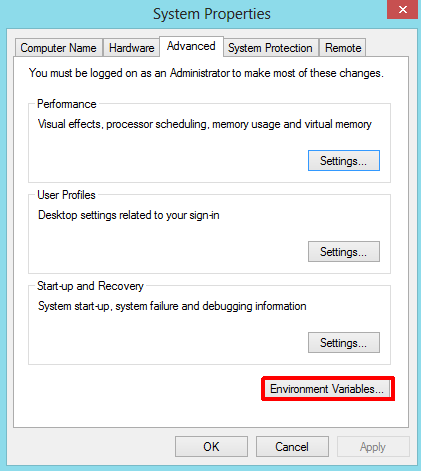 System Properties
Computer Name Hardware Advanced System Protection Remote
You must be logged on as an Administrator to make most of these changes.
Performance
Visual effects, processor scheduling, memory usage and virtual memory
Settings...
User Profiles
Desktop settings related to your sign-in
Settings...
Start-up and Recovery
System start-up, system failure and debugging information
Settings...
Environment Variables...
OK Cancel Apply